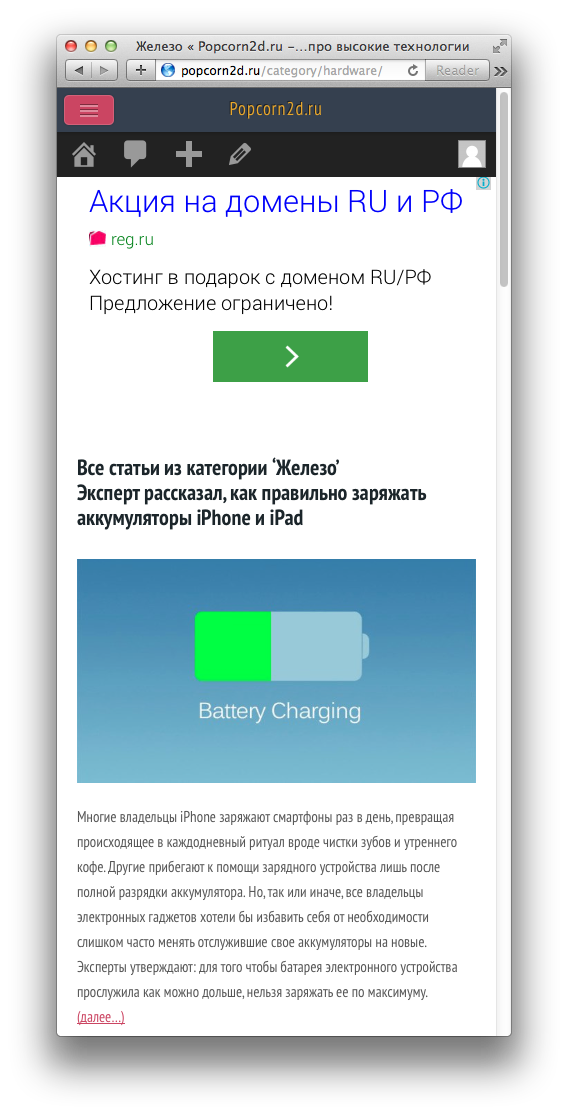 Железо « Popcorn2d.ru –...про высокие технологии
popcorn2d.ru/category/hardware/
Reader
Popcorn2d.ru
Акция на домены RU и РФ
reg.ru
Хостинг в подарок с доменом RU/РФ
Предложение ограничено!
Все статьи из категории ‘Железо’
Эксперт рассказал, как правильно заряжать
аккумуляторы iPhone и iPad
Battery Charging
Многие владельцы iPhone заряжают смартфоны раз в день, превращая
происходящее в каждодневный ритуал вроде чистки зубов и утреннего
кофе. Другие прибегают к помощи зарядного устройства лишь после
полной разрядки аккумулятора. Но, так или иначе, все владельцы
электронных гаджетов хотели бы избавить себя от необходимости
слишком часто менять отслужившие свое аккумуляторы на новые.
Эксперты утверждают: для того чтобы батарея электронного устройства
прослужила как можно дольше, нельзя заряжать ее по максимуму.
(далее...)